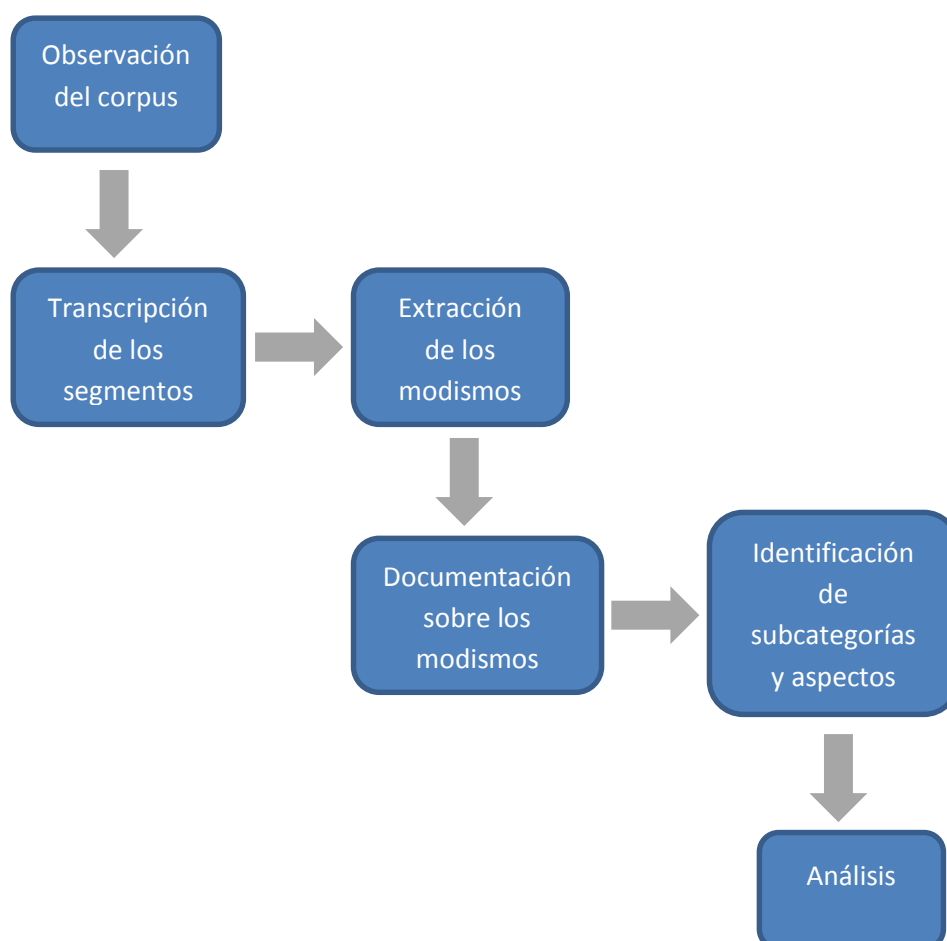 Observación
del corpus
Transcripción
de los
segmentos
Extracción
de los
modismos
Documentación
sobre los
modismos
Identificación
de
subcategorías
y aspectos
Análisis